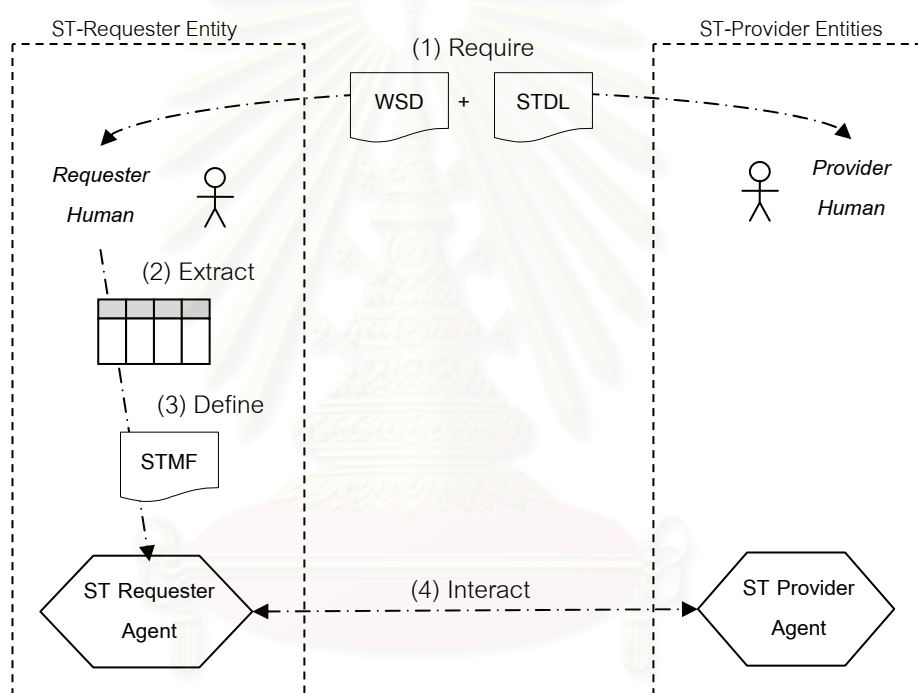 ST-Requester Entity
ST-Provider Entities
(1) Require
WSD + STDL
Requester
Human
Provider
Human
(2) Extract
(3) Define
STMF
ST Requester
Agent
(4) Interact
ST Provider
Agent